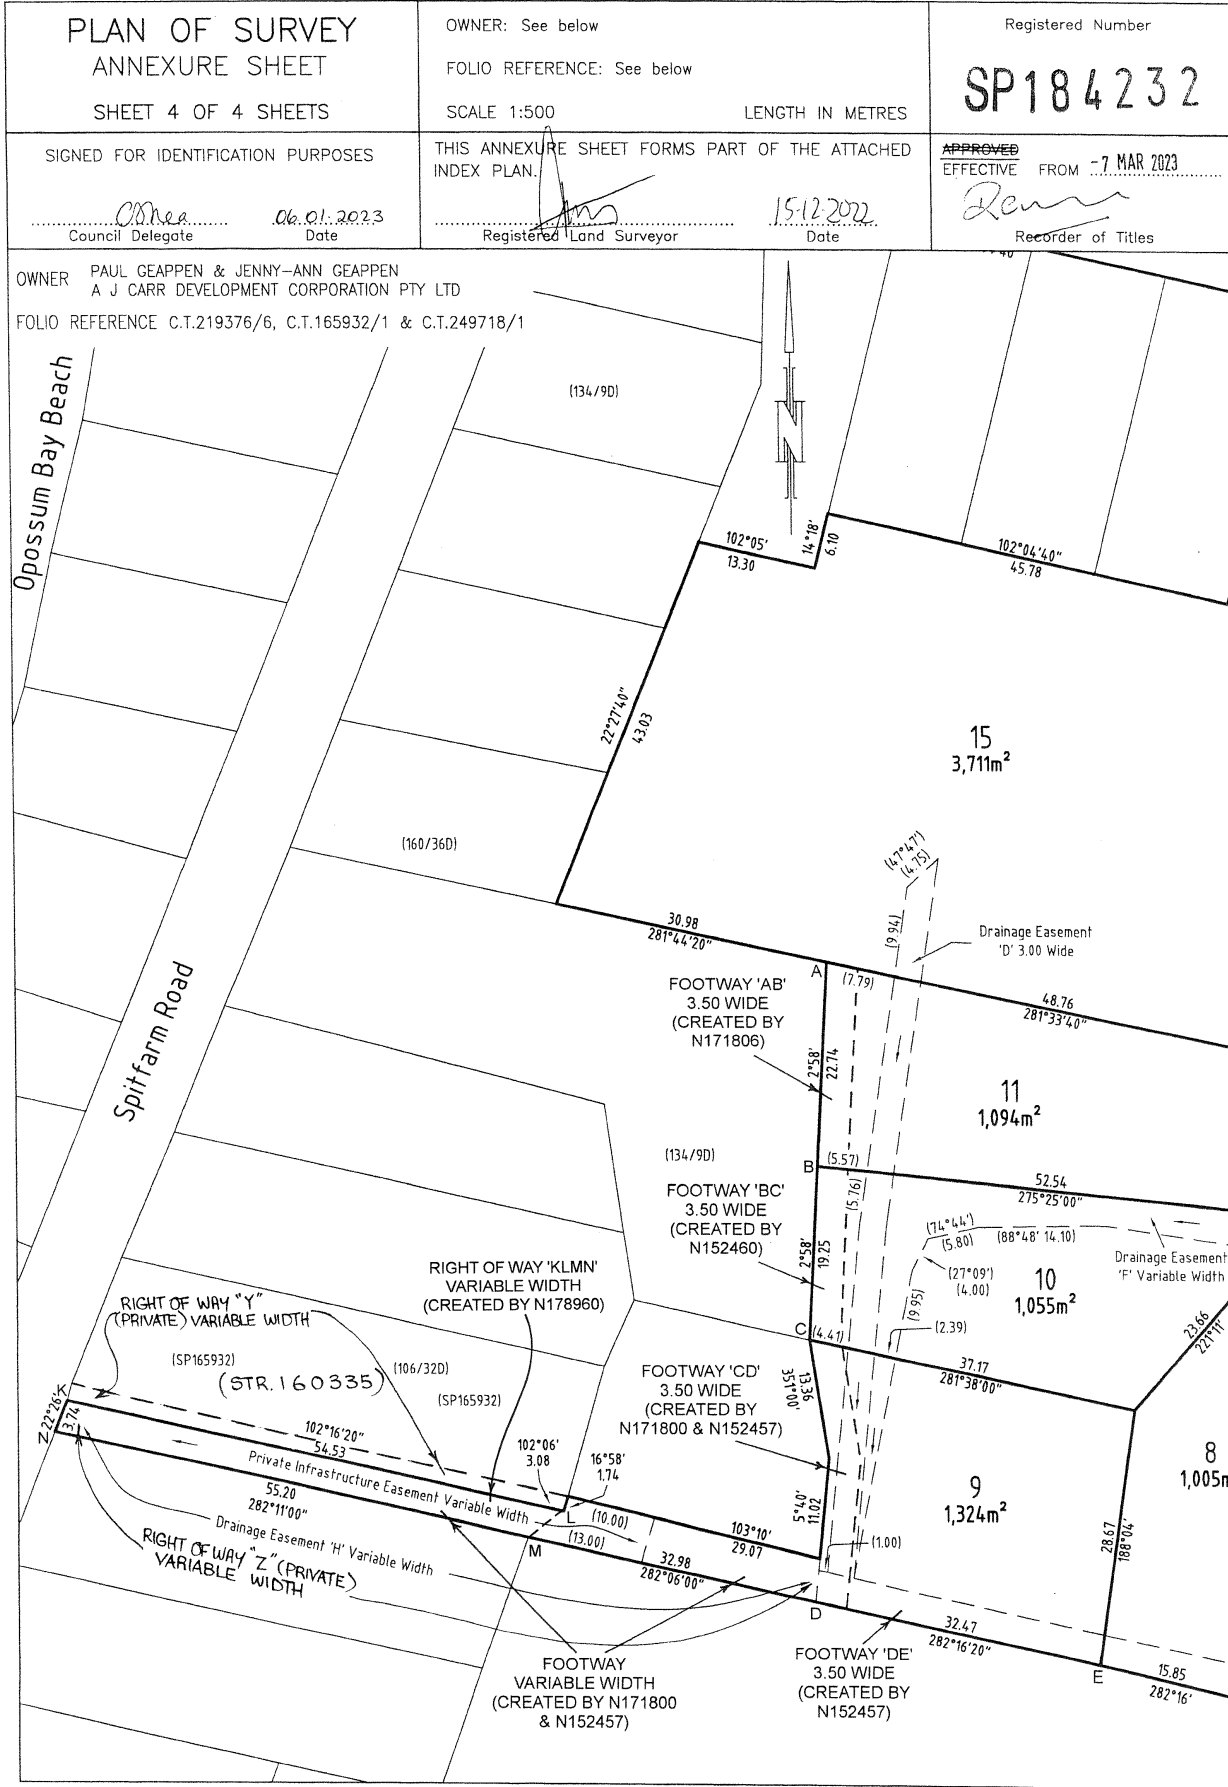 PLAN OF SURVEY
ANNEXURE SHEET
SHEET 4 OF 4 SHEETS
OWNER: See below
FOLIO REFERENCE: See below
SCALE 1:500 LENGTH IN METRES
Registered Number
SP184232
SIGNED FOR IDENTIFICATION PURPOSES
06.01.2023
Council Delegate Date
THIS ANNEXURE SHEET FORMS PART OF THE ATTACHED
INDEX PLAN.
15.12.2022
Registered Land Surveyor Date
APPROVED
EFFECTIVE FROM -7 MAR 2023
Recorder of Titles
OWNER PAUL GEAPPEN & JENNY-ANN GEAPPEN
A J CARR DEVELOPMENT CORPORATION PTY LTD
FOLIO REFERENCE C.T.219376/6, C.T.165932/1 & C.T.249718/1
Opossum Bay Beach
(134/9D)
102°05'
13.30
14°18'
6.10
102°04'40"
45.78
22°27'40"
43.03
15
3,711m²
(160/36D)
(47°47')
(4.75)
(9.94)
30.98
281°44'20"
Drainage Easement
'D' 3.00 Wide
Spitfarm Road
A
(7.79)
48.76
281°33'40"
FOOTWAY 'AB'
3.50 WIDE
(CREATED BY
N171806)
2°58'
22.74
11
1,094m²
(134/9D)
B
(5.57)
52.54
275°25'00"
FOOTWAY 'BC'
3.50 WIDE
(CREATED BY
N152460)
(5.76)
2°58'
19.25
(74°44')
(5.80)
(88°48' 14.10)
Drainage Easement
'F' Variable Width
(27°09')
(4.00)
10
1,055m²
(9.95)
(2.39)
23.66
221°11'
RIGHT OF WAY 'KLMN'
VARIABLE WIDTH
(CREATED BY N178960)
RIGHT OF WAY "Y"
(PRIVATE) VARIABLE WIDTH
C
(4.41)
37.17
281°38'00"
(SP165932)
(STR.160335)
(106/32D)
(SP165932)
FOOTWAY 'CD'
3.50 WIDE
(CREATED BY
N171800 & N152457)
13.36
351°00'
K
22°26'
3.74
N
102°16'20"
54.53
102°06'
3.08
16°58'
1.74
8
1,005m
9
1,324m²
Private Infrastructure Easement Variable Width
L
(10.00)
5°40'
11.02
55.20
282°11'00"
M
(13.00)
103°10'
29.07
(1.00)
28.67
188°04'
Drainage Easement 'H' Variable Width
RIGHT OF WAY "Z" (PRIVATE)
VARIABLE WIDTH
32.98
282°06'00"
D
32.47
282°16'20"
E
15.85
282°16'
FOOTWAY
VARIABLE WIDTH
(CREATED BY N171800
& N152457)
FOOTWAY 'DE'
3.50 WIDE
(CREATED BY
N152457)